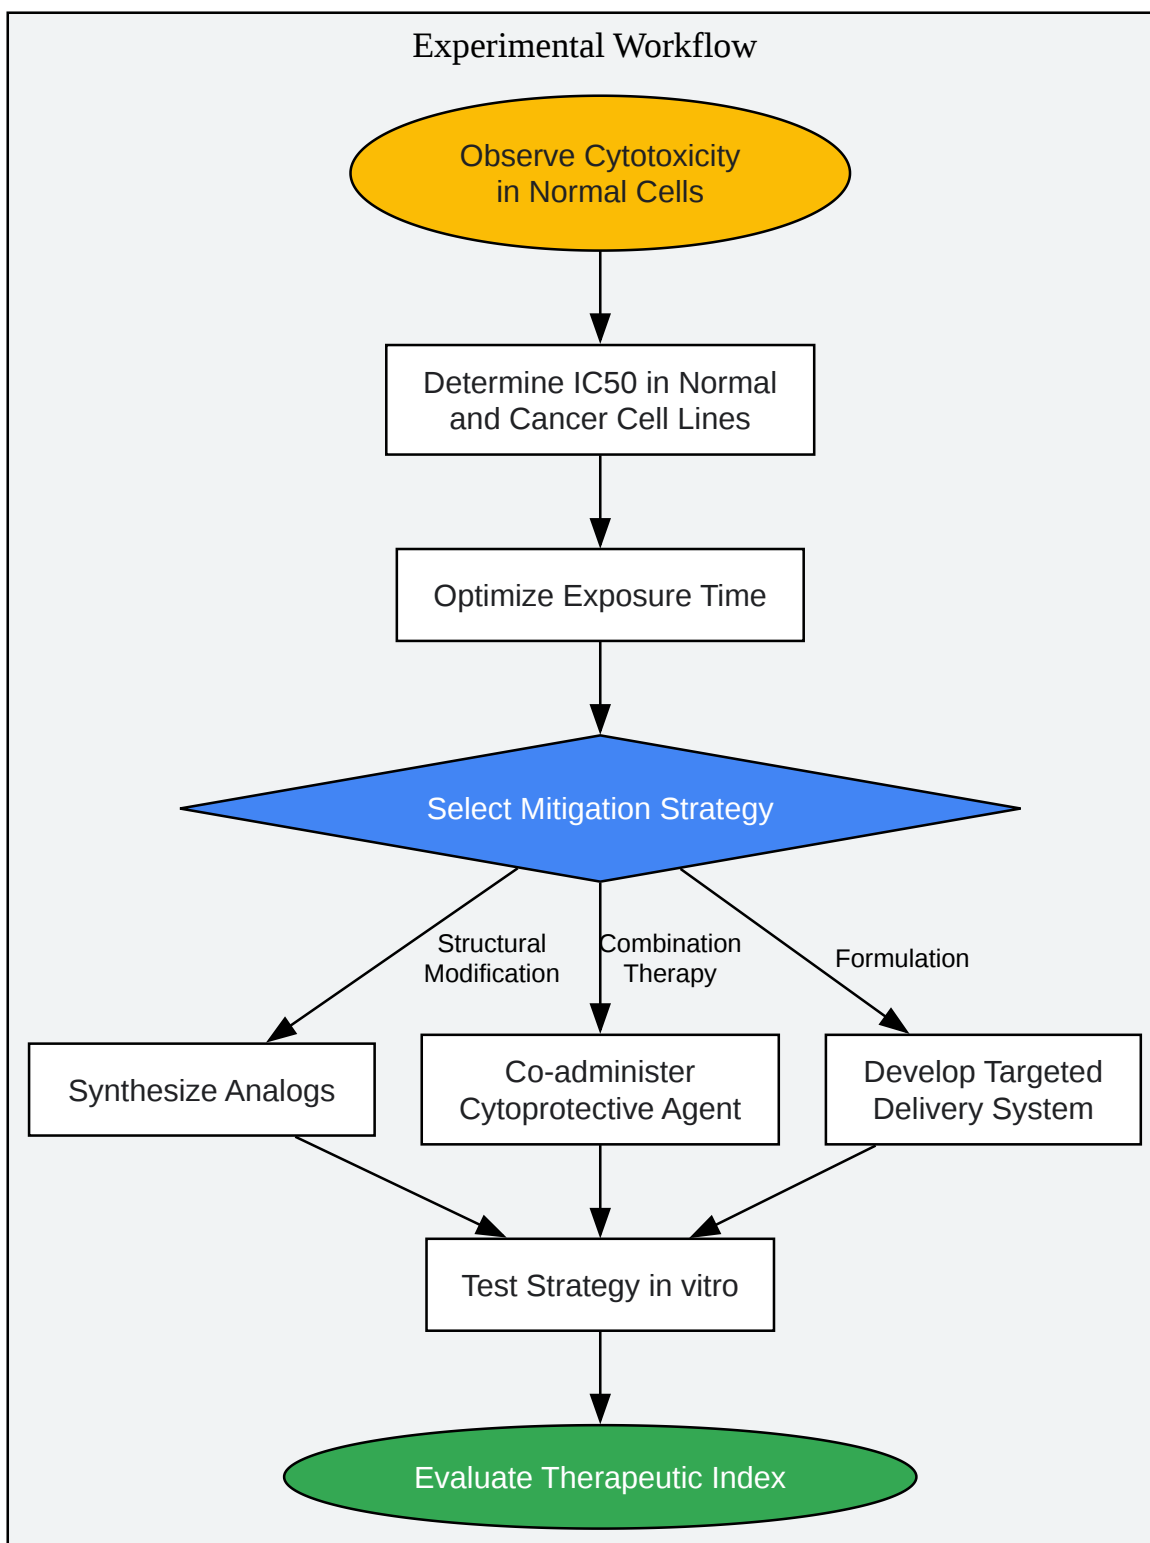 Experimental Workflow
Observe Cytotoxicity
in Normal Cells
Determine IC50 in Normal
and Cancer Cell Lines
Optimize Exposure Time
Select Mitigation Strategy
Structural
Modification
Combination
Therapy
Formulation
Synthesize Analogs
Co-administer
Cytoprotective Agent
Develop Targeted
Delivery System
Test Strategy in vitro
Evaluate Therapeutic Index